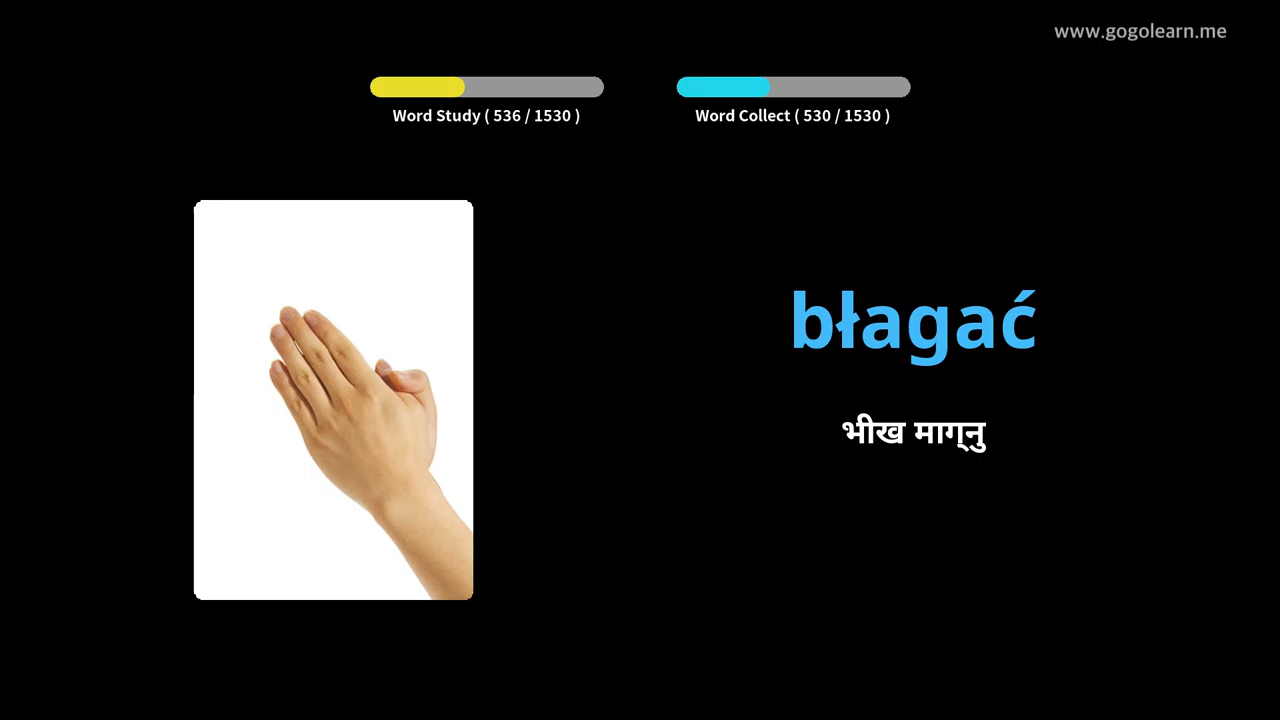 www.gogolearn.me
Word Study ( 536 / 1530 )
Word Collect ( 530 / 1530 )
błagać
भीख माग्नु